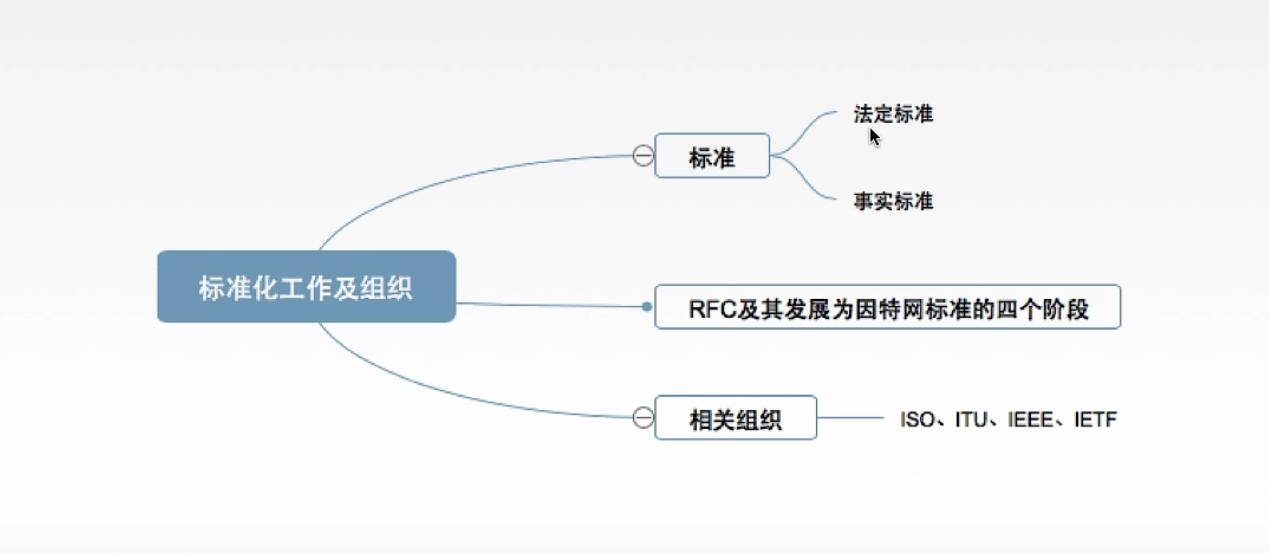 法定标准
标准
事实标准
标准化工作及组织
RFC及其发展为因特网标准的四个阶段
相关组织
ISO、ITU、IEEE、IETF